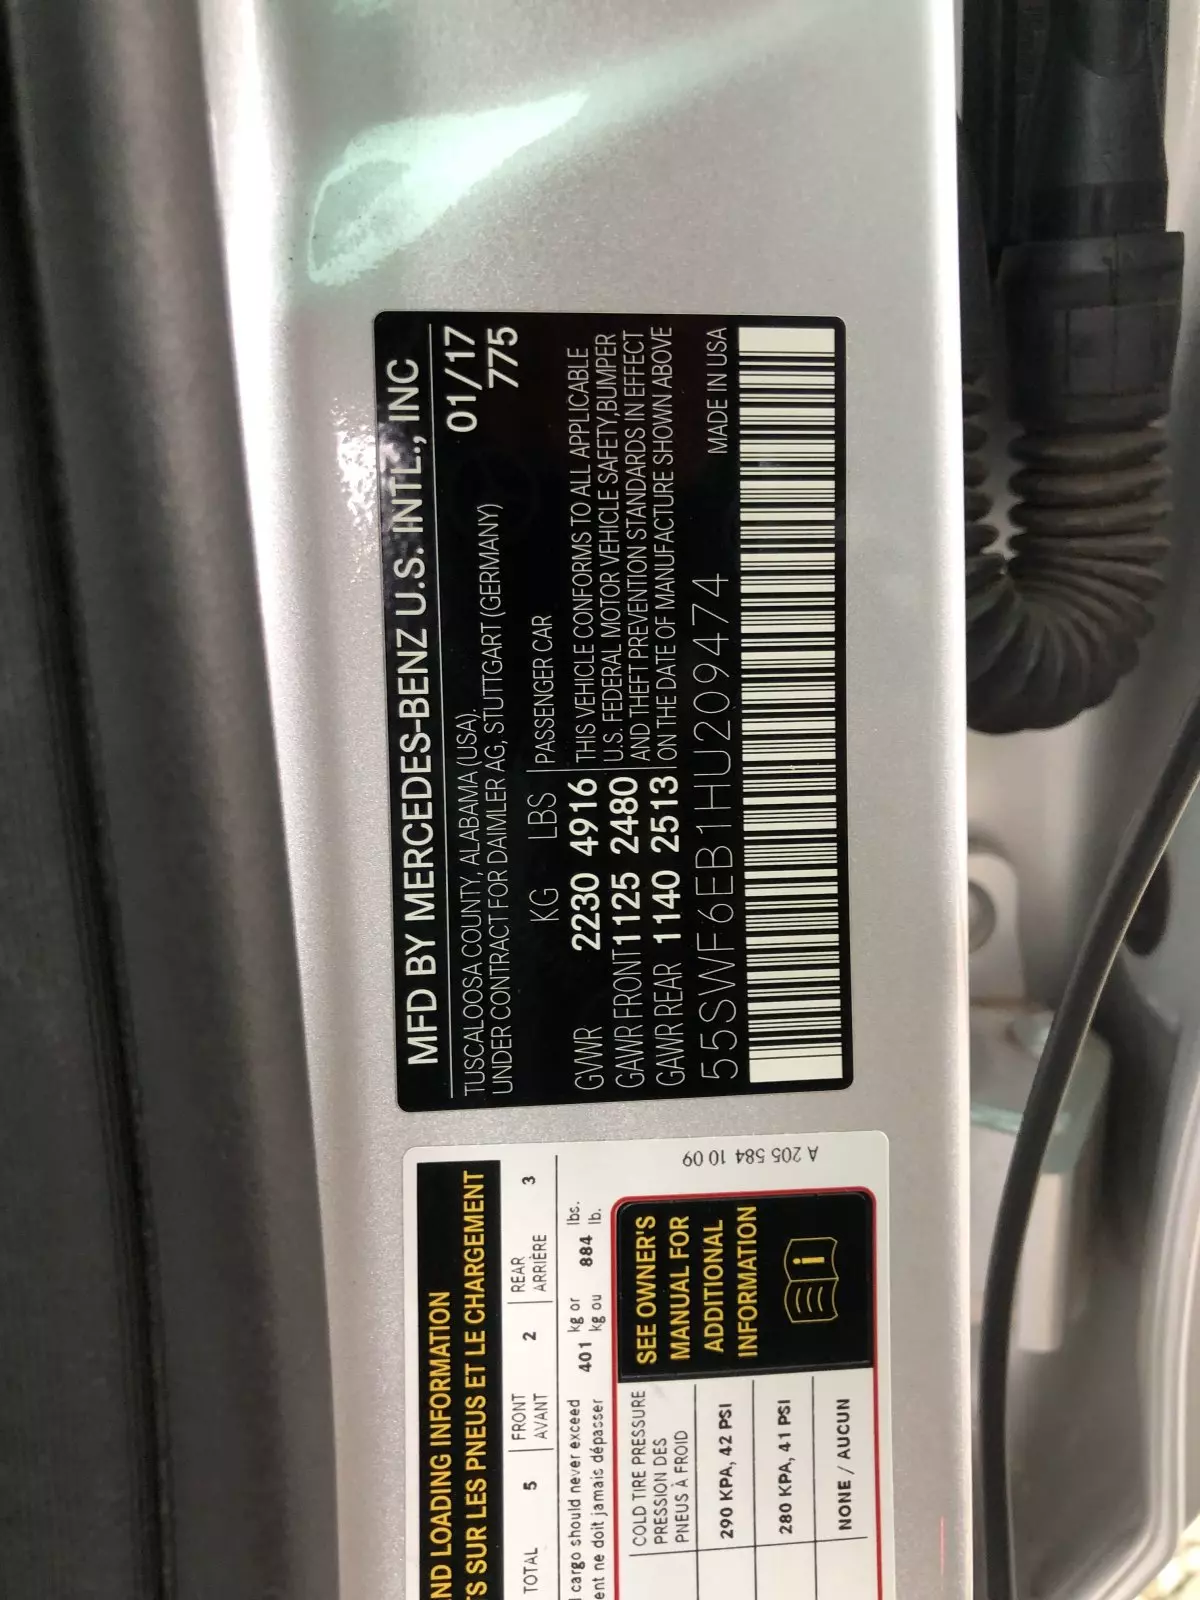 MFD BY MERCEDES-BENZ U.S. INTL., INC
TUSCALOOSA COUNTY, ALABAMA (USA). 01/17
UNDER CONTRACT FOR DAIMLER AG, STUTTGART (GERMANY) 775
KG LBS PASSENGER CAR
GVWR 2230 4916 THIS VEHICLE CONFORMS TO ALL APPLICABLE
U.S. FEDERAL MOTOR VEHICLE SAFETY,BUMPER
GAWR FRONT 1125 2480 AND THEFT PREVENTION STANDARDS IN EFFECT
GAWR REAR 1140 2513 ON THE DATE OF MANUFACTURE SHOWN ABOVE
55SWF6EB1HU209474 MADE IN USA
LOADING INFORMATION
SUR LES PNEUS ET LE CHARGEMENT
TOTAL 5 FRONT 2 REAR 3
AVANT ARRIÈRE
cargo should never exceed 401 kg or 884 lbs.
ne doit jamais dépasser kg ou lb.
COLD TIRE PRESSURE
PRESSION DES
PNEUS À FROID
290 KPA, 42 PSI
280 KPA, 41 PSI
NONE / AUCUN
SEE OWNER'S
MANUAL FOR
ADDITIONAL
INFORMATION
A 205 584 10 09